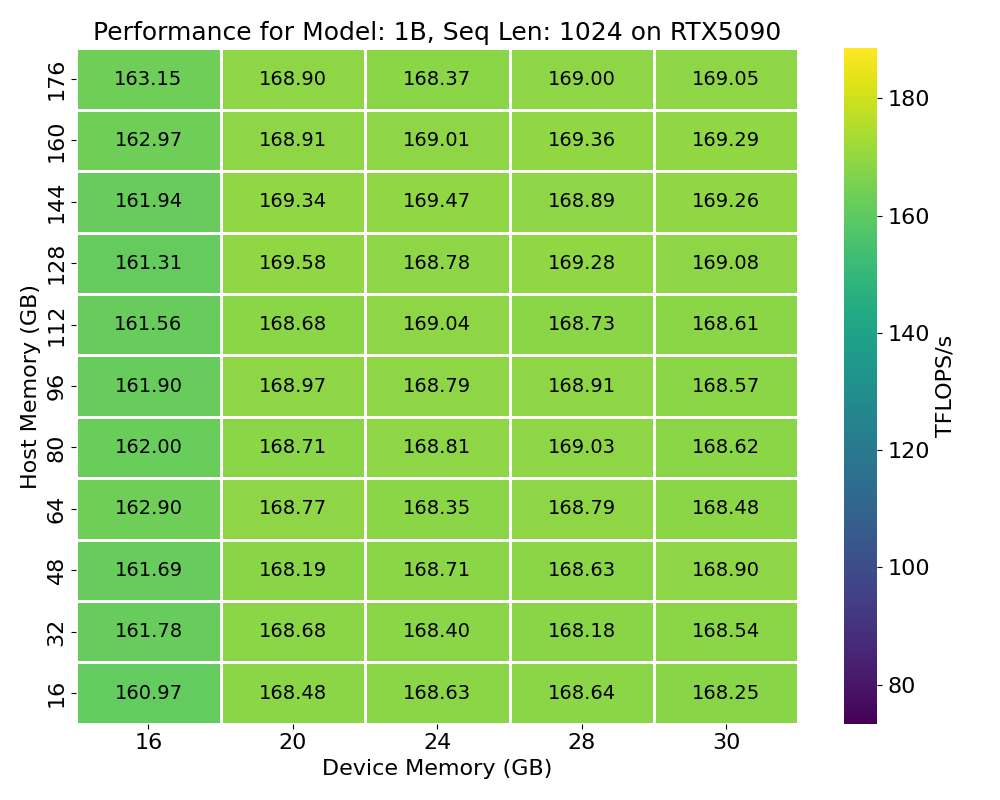 Performance for Model: 1B, Seq Len: 1024 on RTX5090
176 163.15 168.90 168.37 169.00 169.05
160 162.97 168.91 169.01 169.36 169.29
144 161.94 169.34 169.47 168.89 169.26
128 161.31 169.58 168.78 169.28 169.08
112 161.56 168.68 169.04 168.73 168.61
96 161.90 168.97 168.79 168.91 168.57
80 162.00 168.71 168.81 169.03 168.62
64 162.90 168.77 168.35 168.79 168.48
48 161.69 168.19 168.71 168.63 168.90
32 161.78 168.68 168.40 168.18 168.54
16 160.97 168.48 168.63 168.64 168.25
16 20 24 28 30
Device Memory (GB)
Host Memory (GB)
180
160
140
120
100
80
TFLOPS/s